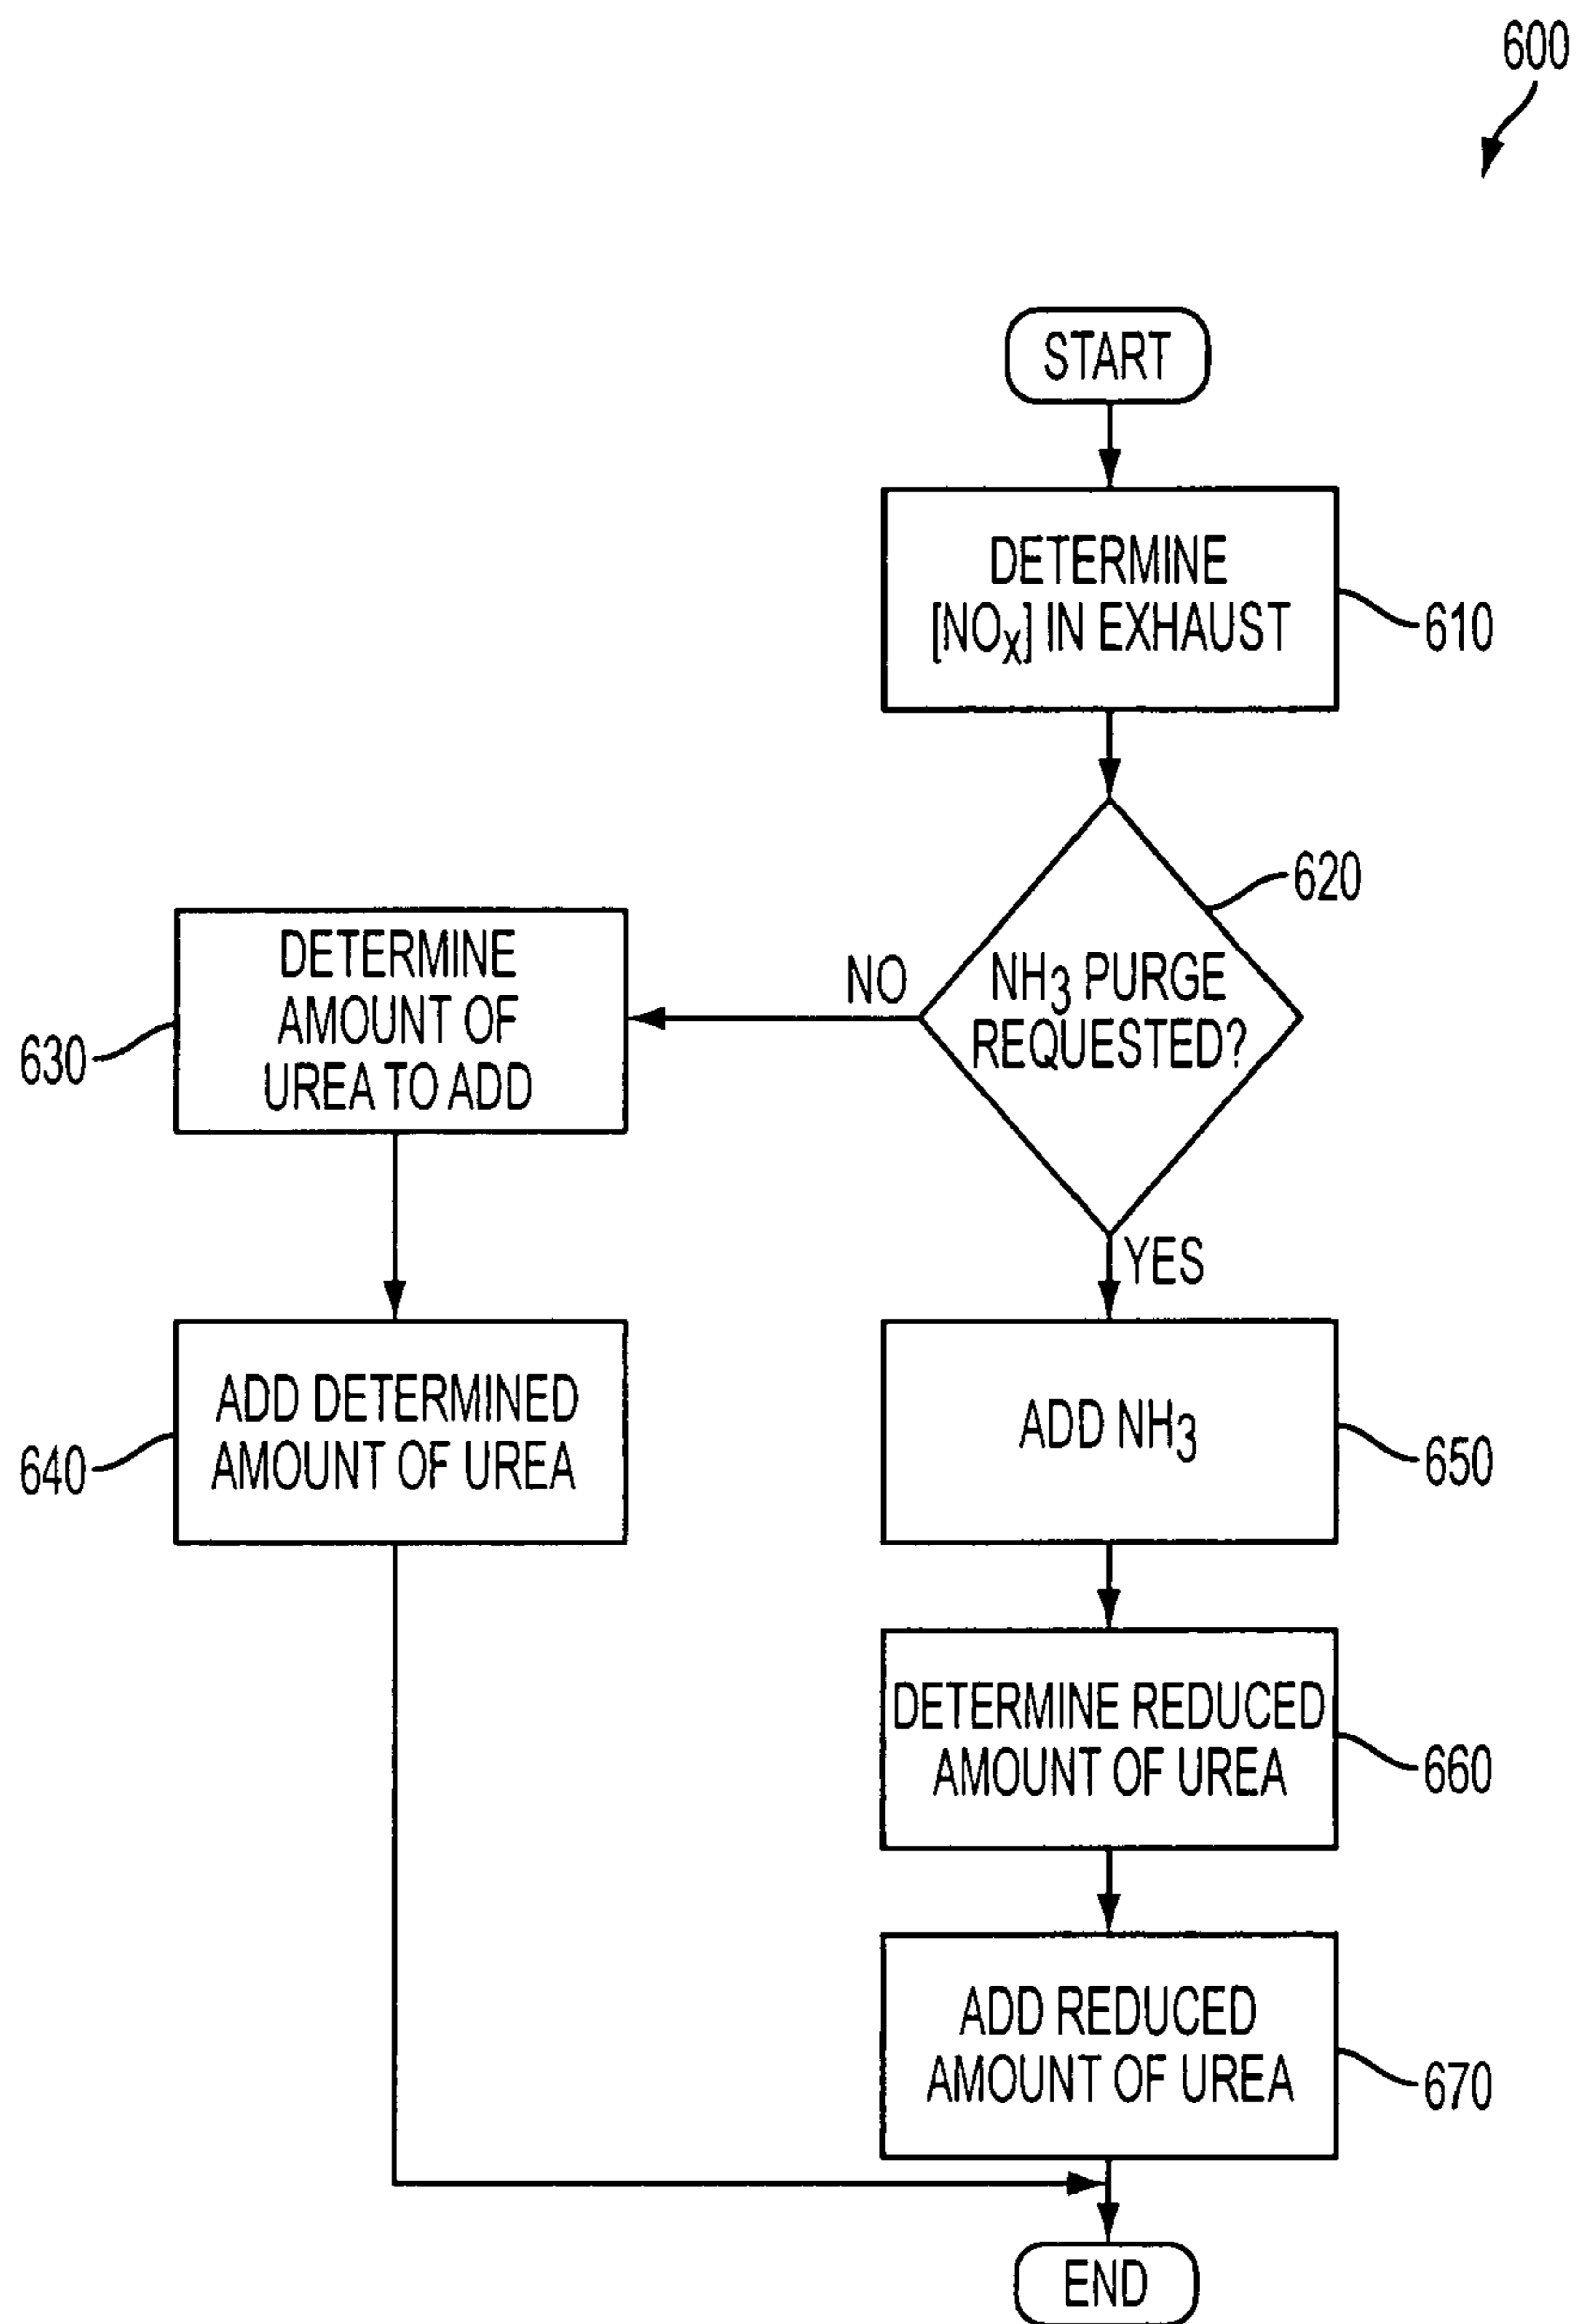 600
START
DETERMINE
[NOX] IN EXHAUST
610
620
NH3 PURGE
REQUESTED?
NO
YES
DETERMINE
AMOUNT OF
UREA TO ADD
630
ADD DETERMINED
AMOUNT OF UREA
640
ADD NH3
650
DETERMINE REDUCED
AMOUNT OF UREA
660
ADD REDUCED
AMOUNT OF UREA
670
END